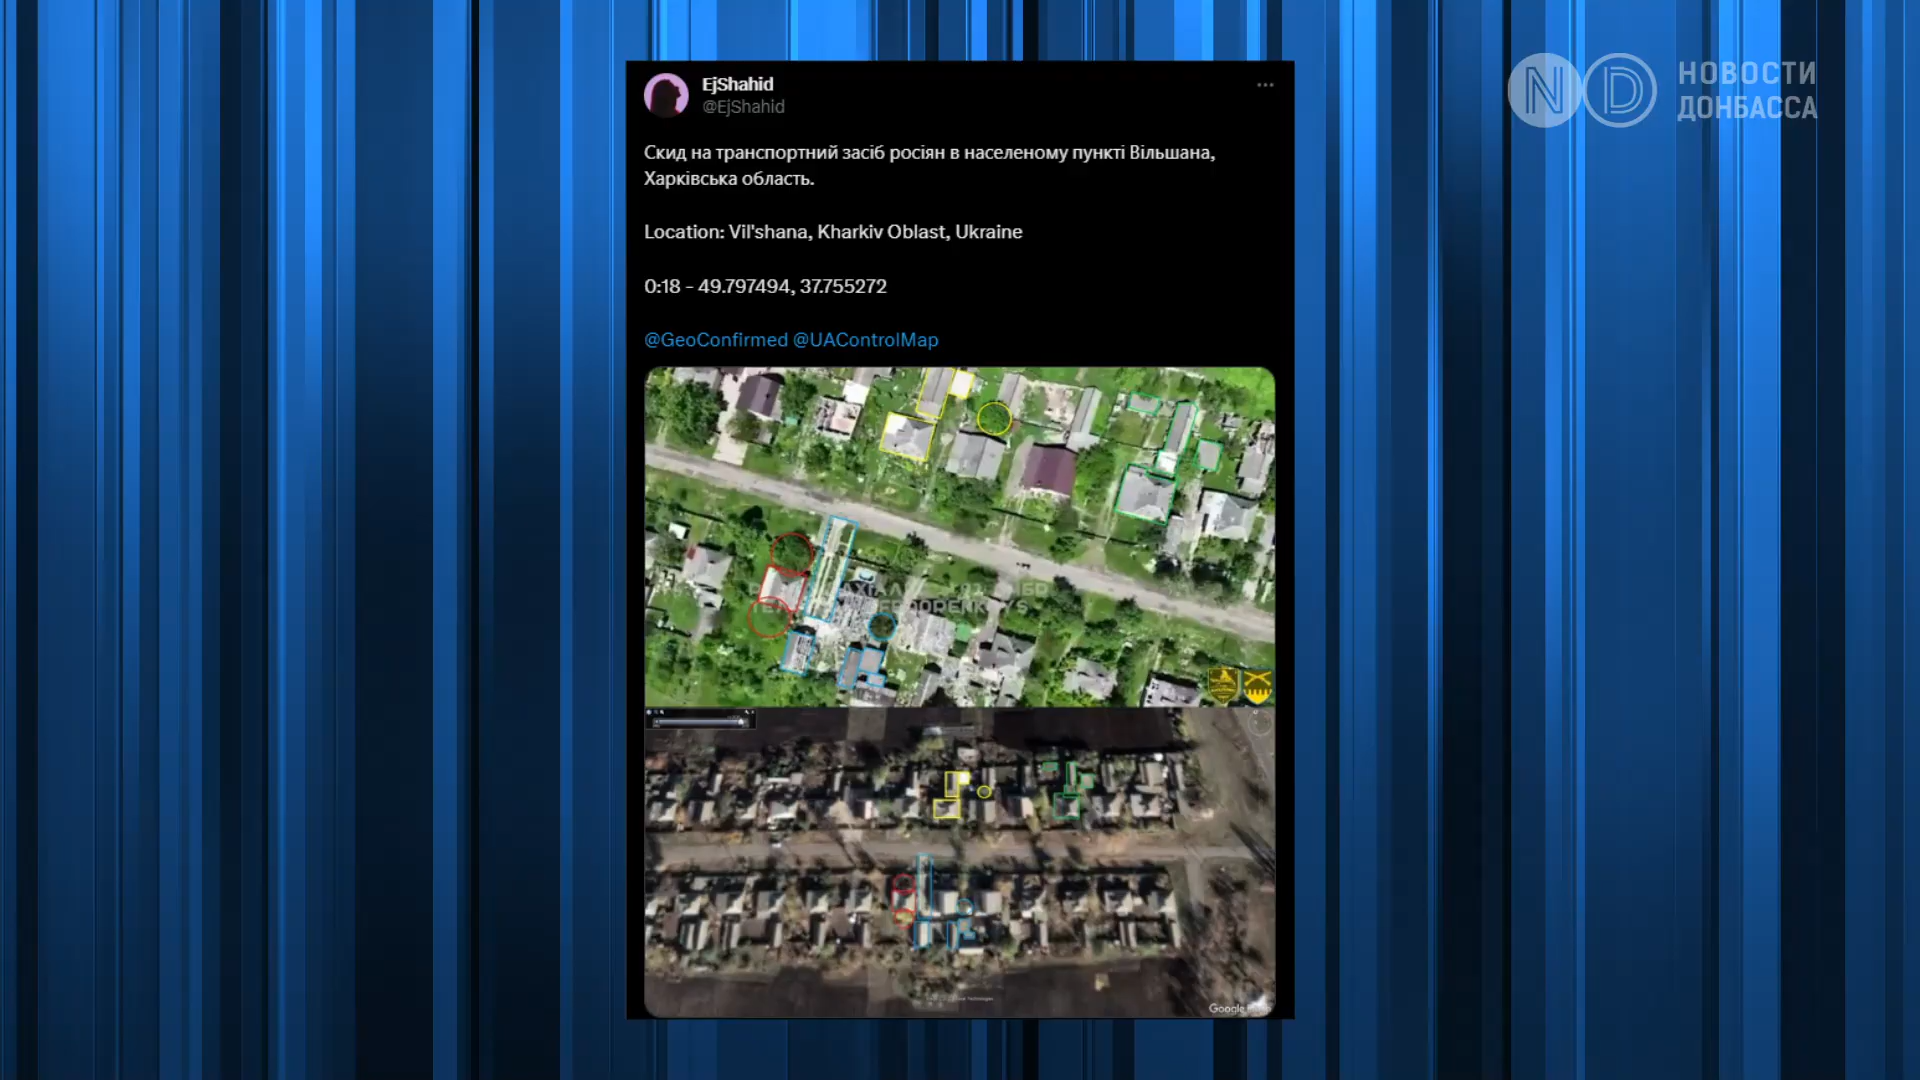 EjShahid
@EjShahid
ND
НОВОСТИ
ДОНБАССА
Скид на транспортний засіб росіян в населеному пункті Вільшана,
Харківська область.
Location: Vil'shana, Kharkiv Oblast, Ukraine
0:18 - 49.797494, 37.755272
@GeoConfirmed @UAControlMap
Google